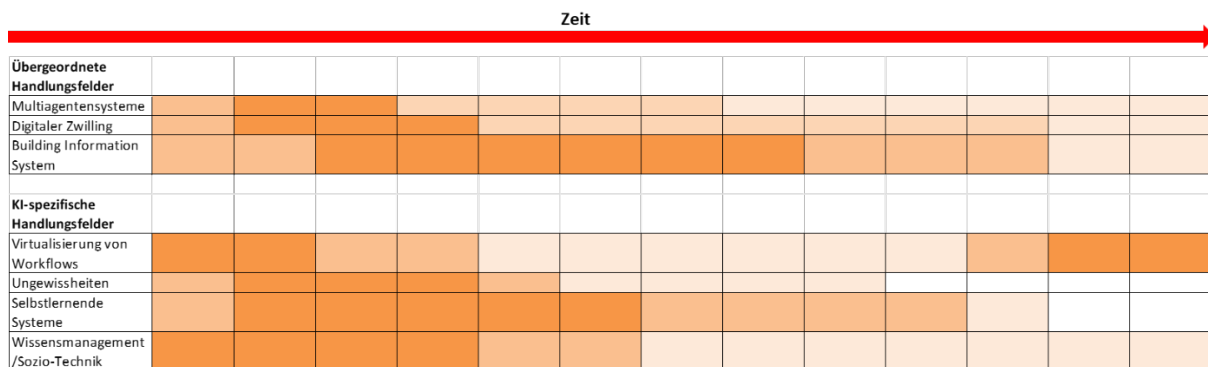 Zeit
Übergeordnete
Handlungsfelder
Multiagentensysteme
Digitaler Zwilling
Building Information
System
KI-spezifische
Handlungsfelder
Virtualisierung von
Workflows
Ungewissheiten
Selbstlernende
Systeme
Wissensmanagement
/Sozio-Technik